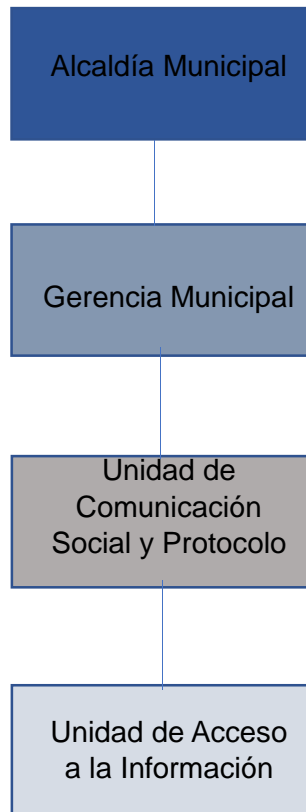 Alcaldía Municipal
Gerencia Municipal
Unidad de
Comunicación
Social y Protocolo
Unidad de Acceso
a la Información